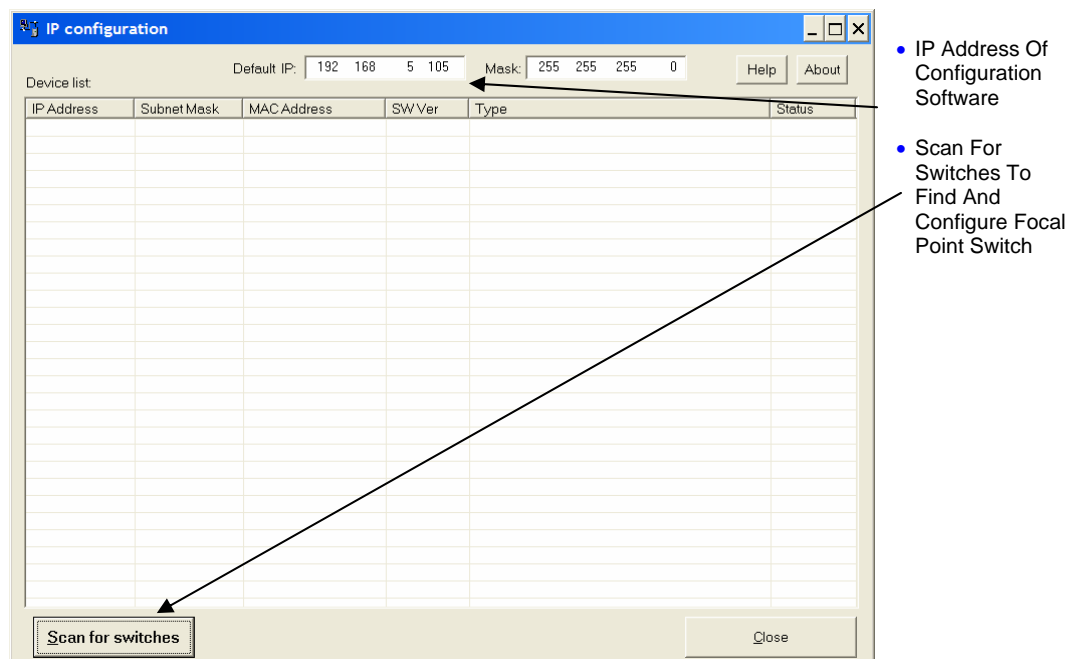 IP configuration
Default IP: 192 168 5 105 Mask: 255 255 255 0 Help About
Device list:
IP Address Subnet Mask MAC Address SW Ver Type Status
Scan for switches Close
• IP Address Of
Configuration
Software
• Scan For
Switches To
Find And
Configure Focal
Point Switch